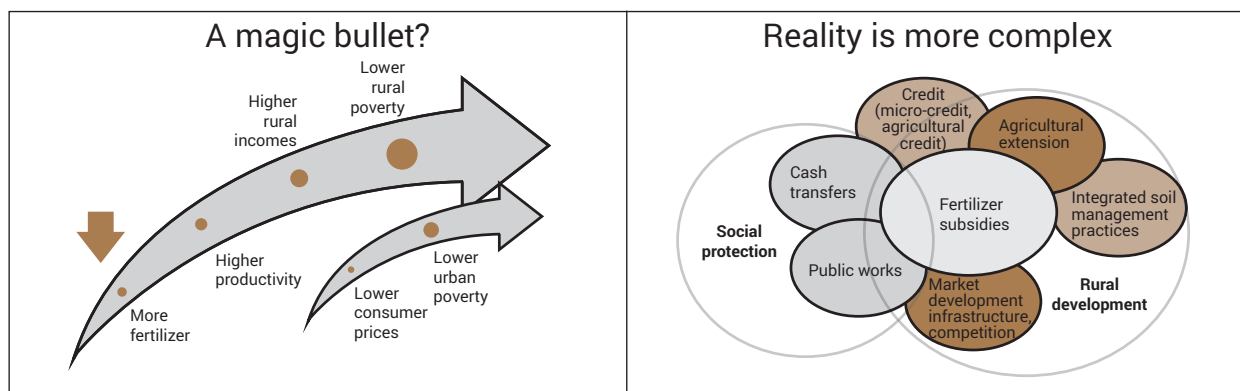 A magic bullet?
Lower
rural
poverty
Higher
rural
incomes
Higher
productivity
More
fertilizer
Lower
urban
poverty
Lower
consumer
prices
Reality is more complex
Credit
(micro-credit,
agricultural
credit)
Agricultural
extension
Cash
transfers
Fertilizer
subsidies
Integrated soil
management
practices
Social
protection
Public works
Market
development
infrastructure,
competition
Rural
development